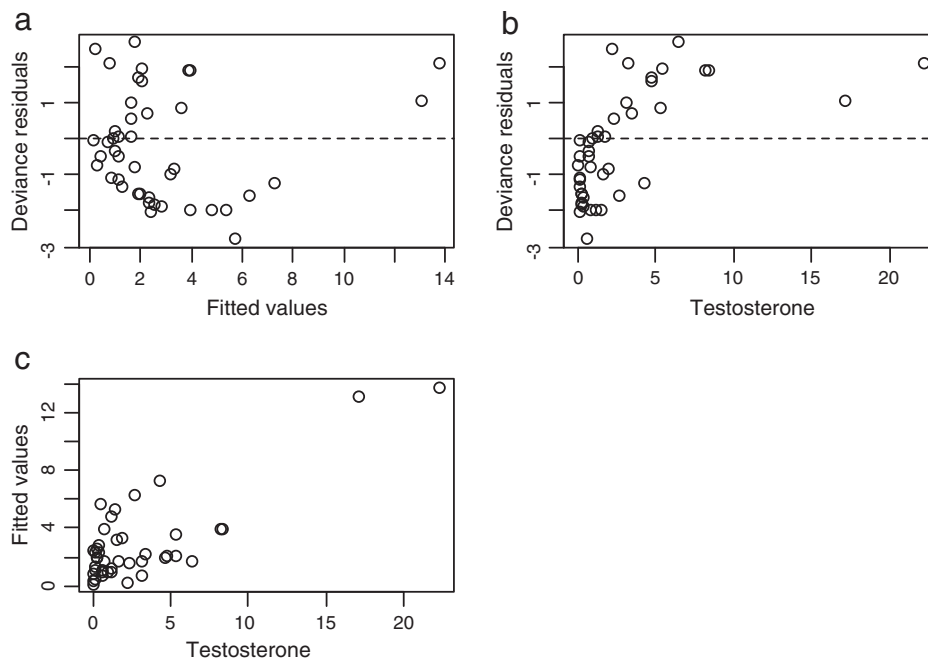 a
Deviance residuals
1
-1
-3
0 2 4 6 8 10 14
Fitted values
b
Deviance residuals
1
-1
-3
0 5 10 15 20
Testosterone
c
Fitted values
12
8
4
0
0 5 10 15 20
Testosterone